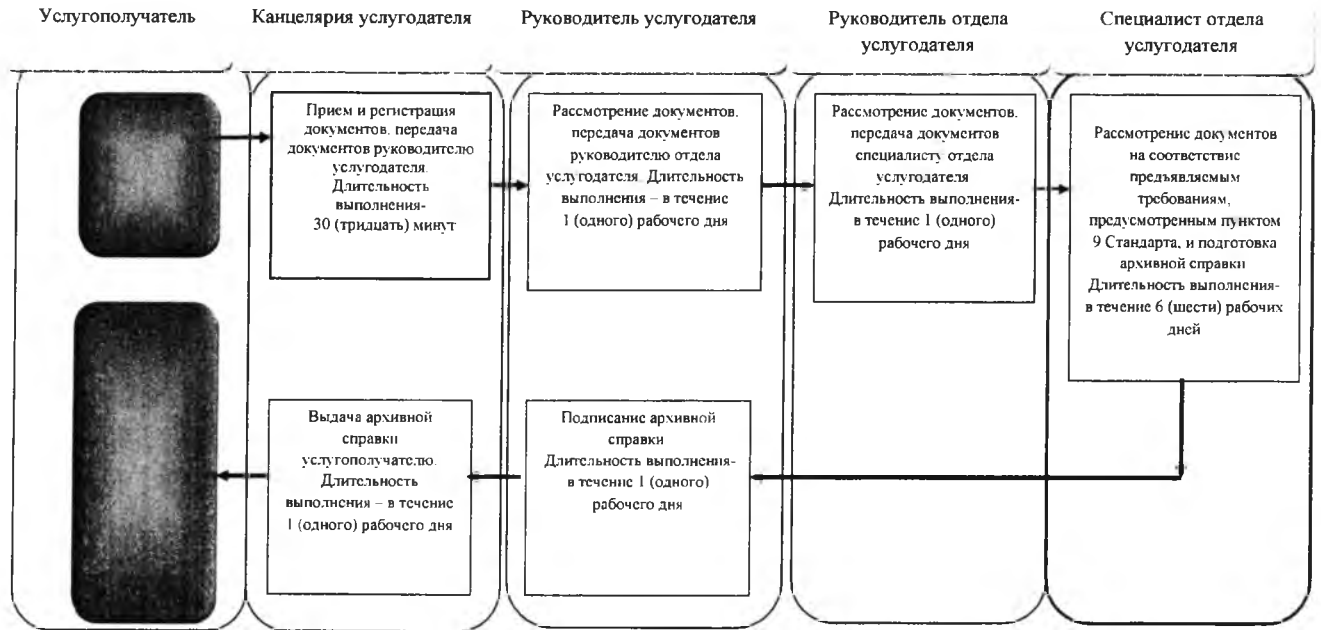 Услугополучатель
Канцелярия услугодателя
Руководитель услугодателя
Руководитель отдела
услугодателя
Специалист отдела
услугодателя
Прием и регистрация
документов. передача
документов руководителю
услугодателя.
Длительность
выполнения-
30 (тридцать) минут
Рассмотрение документов.
передача документов
руководителю отдела
услугодателя. Длительность
выполнения – в течение
1 (одного) рабочего дня
Рассмотрение документов.
передача документов
специалисту отдела
услугодателя
Длительность выполнения-
в течение 1 (одного)
рабочего дня
Рассмотрение документов
на соответствие
предъявляемым
требованиям,
предусмотренным пунктом
9 Стандарта, и подготовка
архивной справки
Длительность выполнения-
в течение 6 (шести) рабочих
дней
Выдача архивной
справки
услугополучателю.
Длительность
выполнения – в течение
1 (одного) рабочего дня
Подписание архивной
справки
Длительность выполнения-
в течение 1 (одного)
рабочего дня